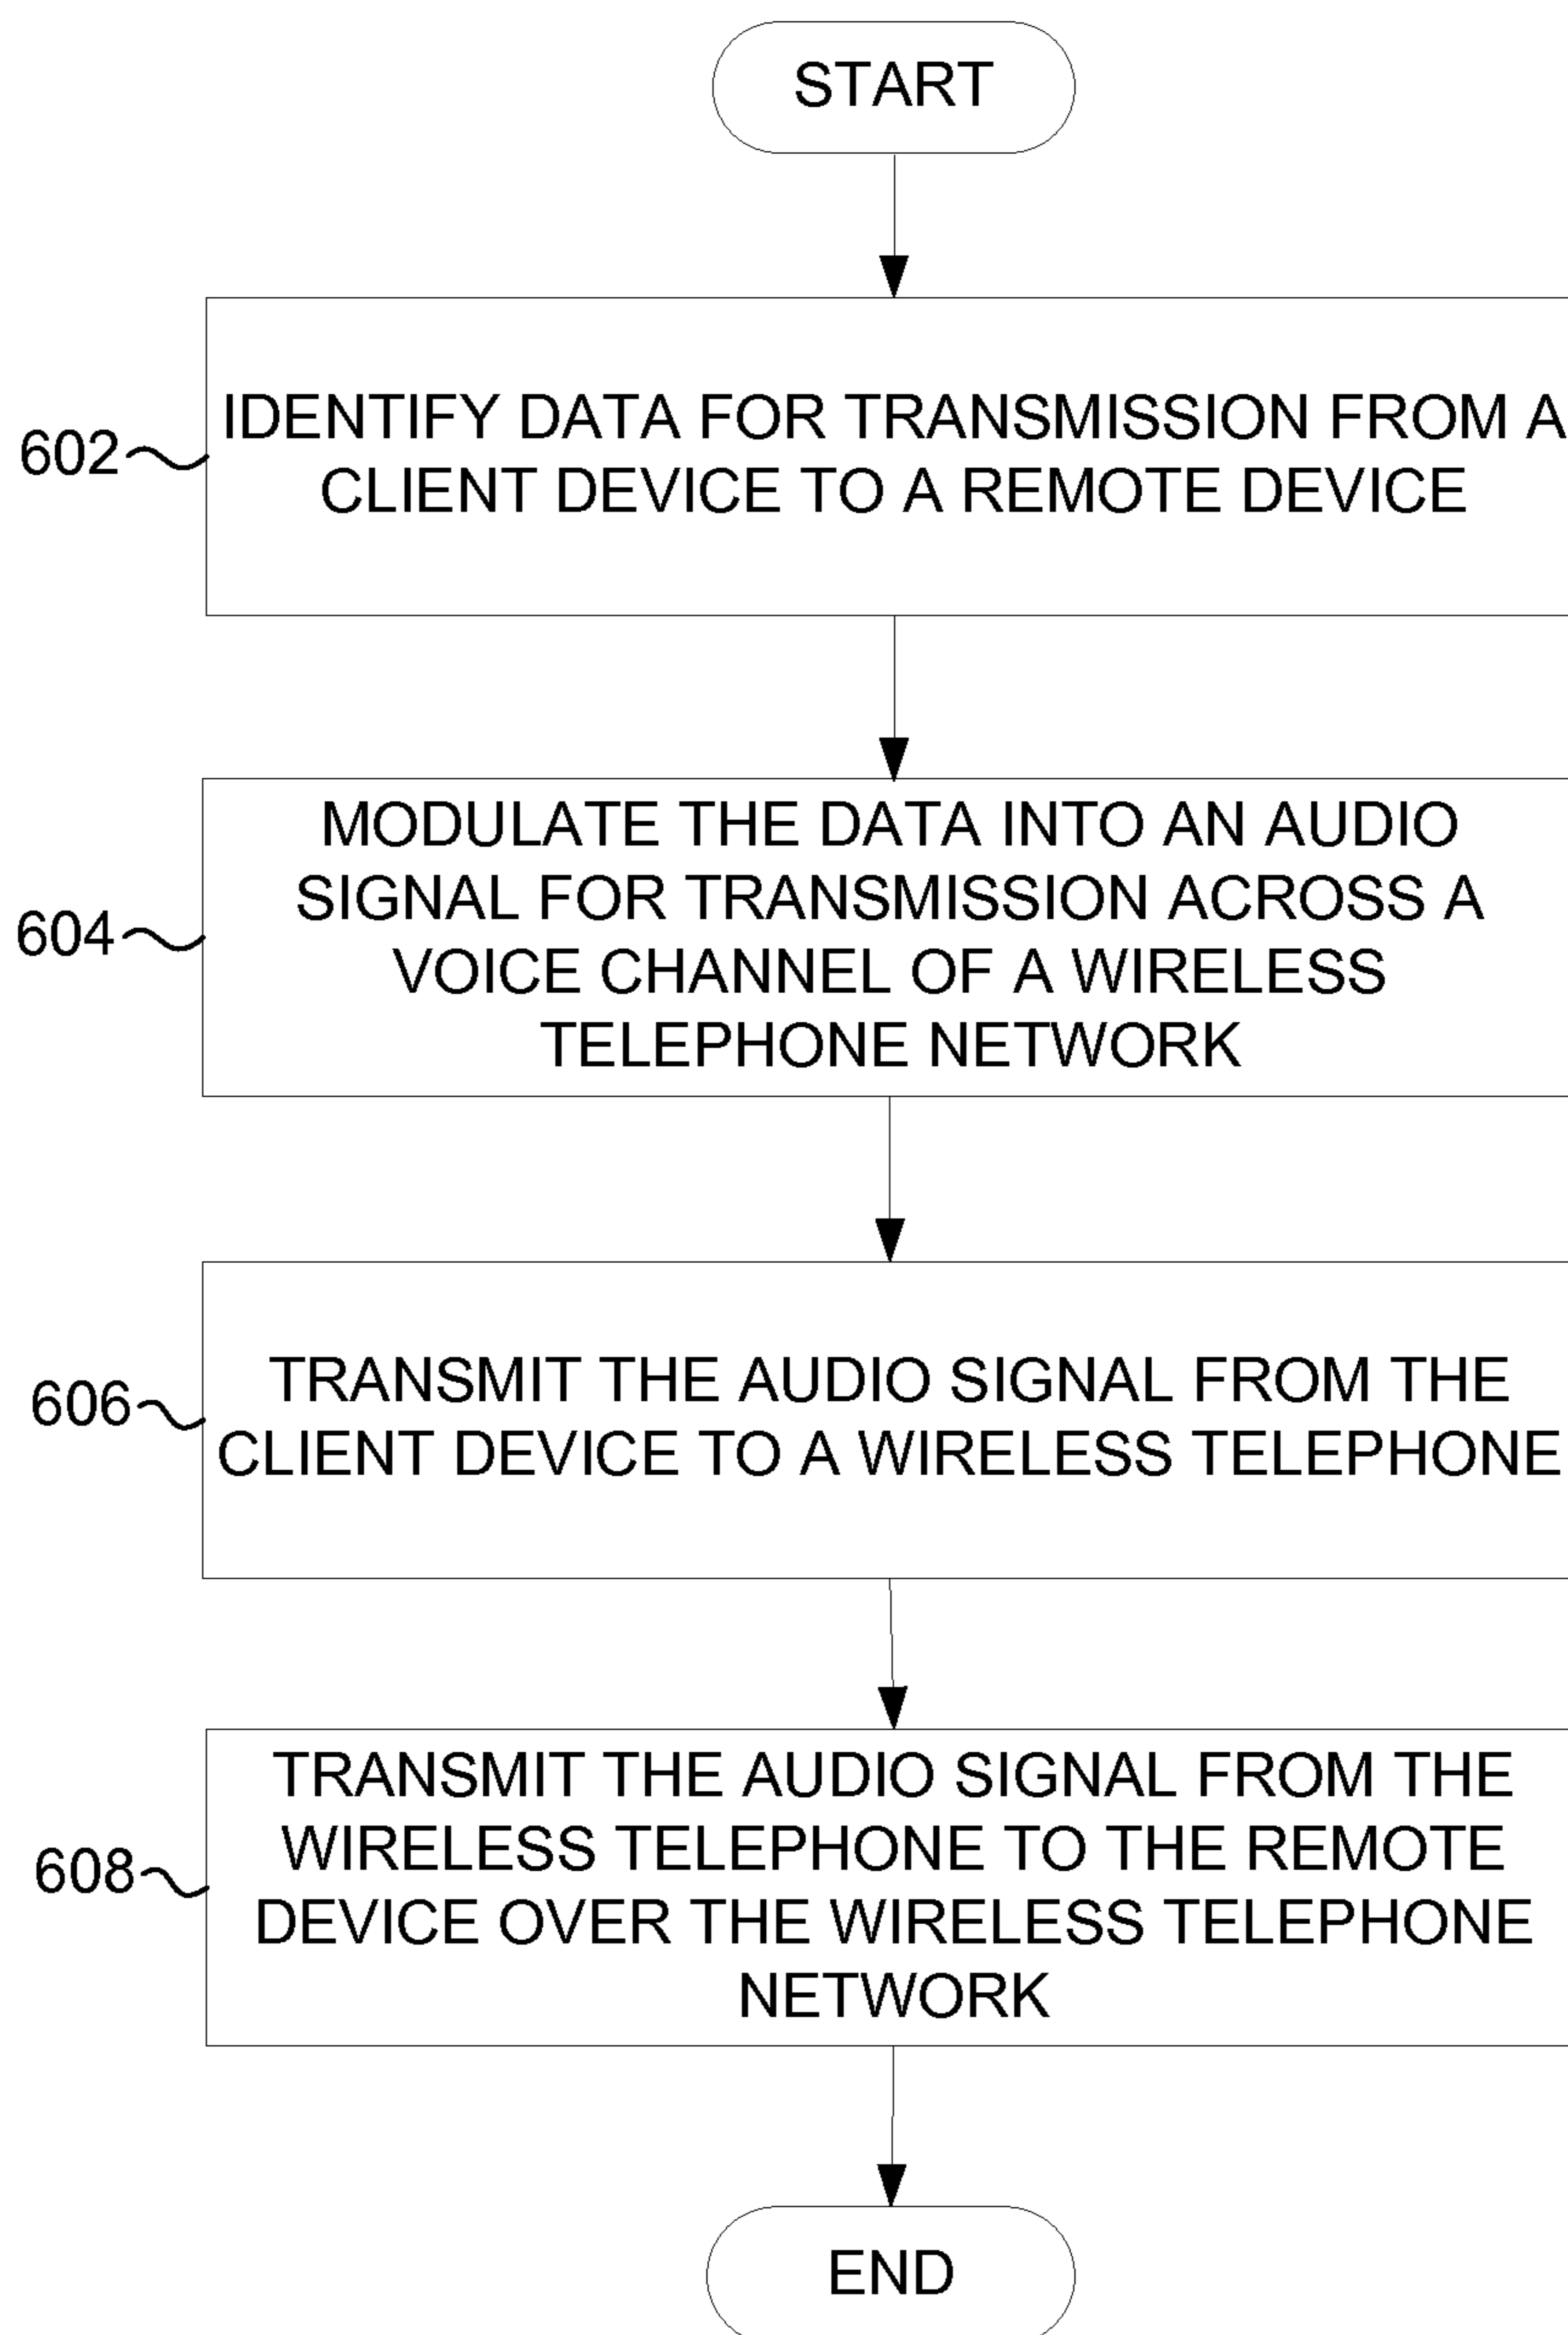 START
IDENTIFY DATA FOR TRANSMISSION FROM A
602
CLIENT DEVICE TO A REMOTE DEVICE
MODULATE THE DATA INTO AN AUDIO
SIGNAL FOR TRANSMISSION ACROSS A
604
VOICE CHANNEL OF A WIRELESS
TELEPHONE NETWORK
TRANSMIT THE AUDIO SIGNAL FROM THE
606
CLIENT DEVICE TO A WIRELESS TELEPHONE
TRANSMIT THE AUDIO SIGNAL FROM THE
WIRELESS TELEPHONE TO THE REMOTE
608
DEVICE OVER THE WIRELESS TELEPHONE
NETWORK
END